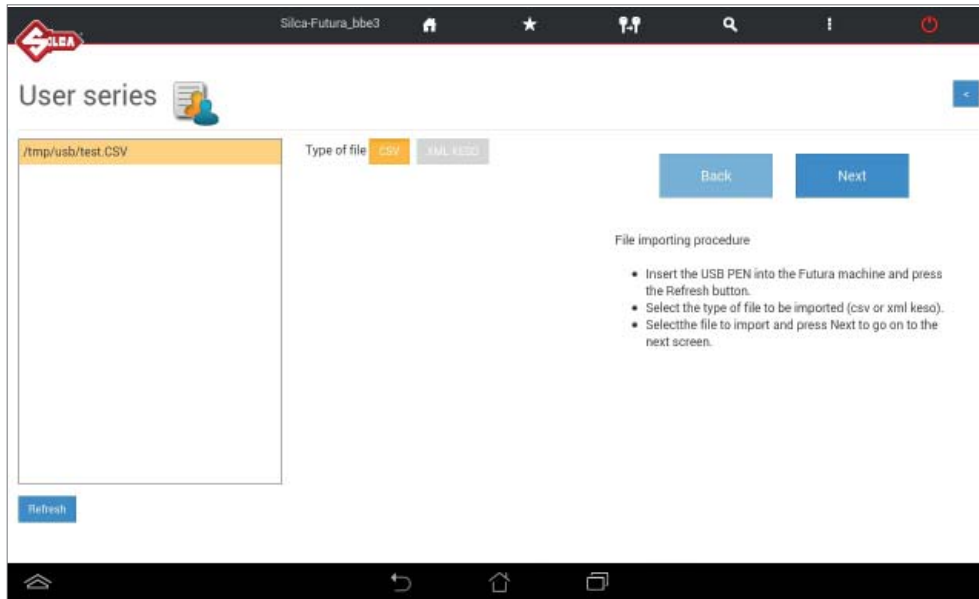 SILCA
Silca-Futura_bbe3
User series
<
/tmp/usb/test.CSV
Type of file CSV XML KESO
Back Next
File importing procedure
• Insert the USB PEN into the Futura machine and press
the Refresh button.
• Select the type of file to be imported (csv or xml keso).
• Selectthe file to import and press Next to go on to the
next screen.
Refresh